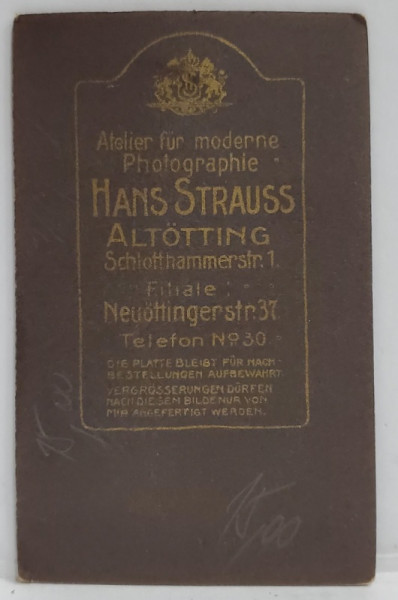 Atelier für moderne
Photographie
HANS STRAUSS
ALTÖTTING
Schlotthammerstr. 1.
Filiale:
Neuöttingerstr. 37.
Telefon No 30.
DIE PLATTE BLEIBT FÜR NACH-
BESTELLUNGEN AUFBEWAHRT.
VERGRÖSSERUNGEN DÜRFEN
NACH DIESEM BILDE NUR VON
MIR ANGEFERTIGT WERDEN.